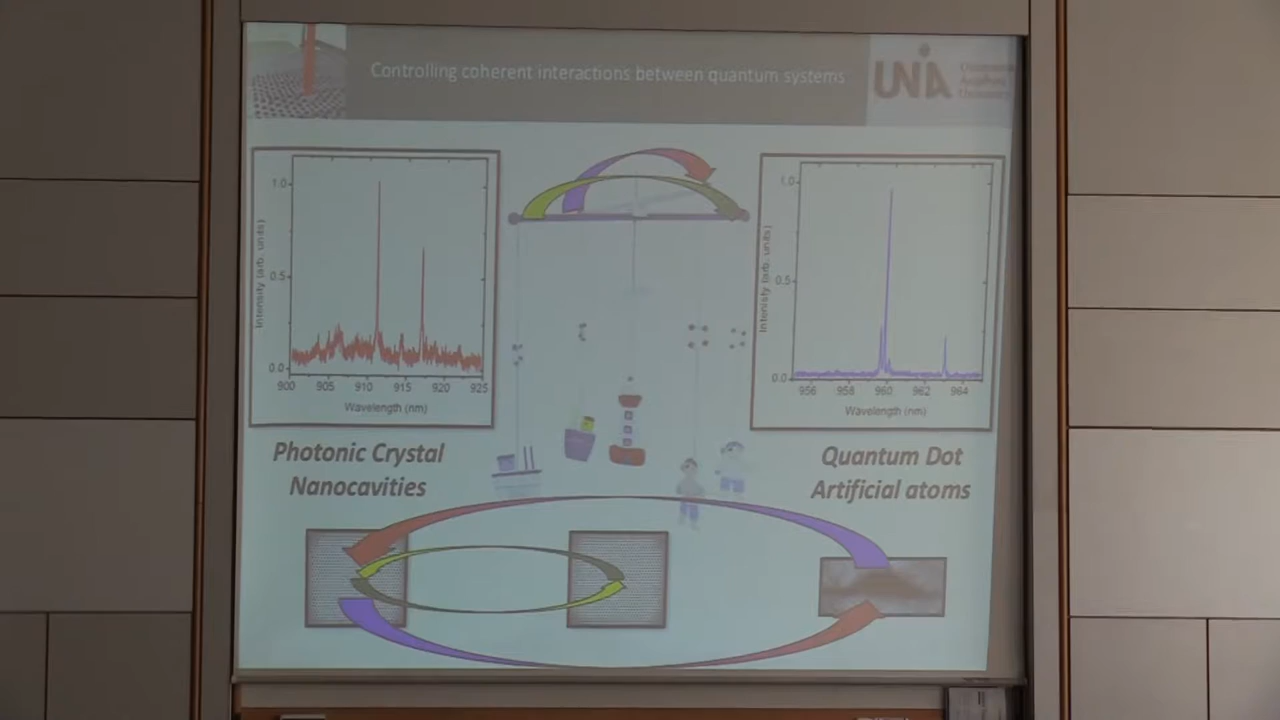 Controlling coherent interactions between quantum systems
UNIA
Intensity (arb. units)
1.0
0.5
0.0
900 905 910 915 920 925
Wavelength (nm)
Intenisty (arb. units)
1.0
0.5
0.0
956 958 960 962 964
Wavelength (nm)
Photonic Crystal
Nanocavities
Quantum Dot
Artificial atoms